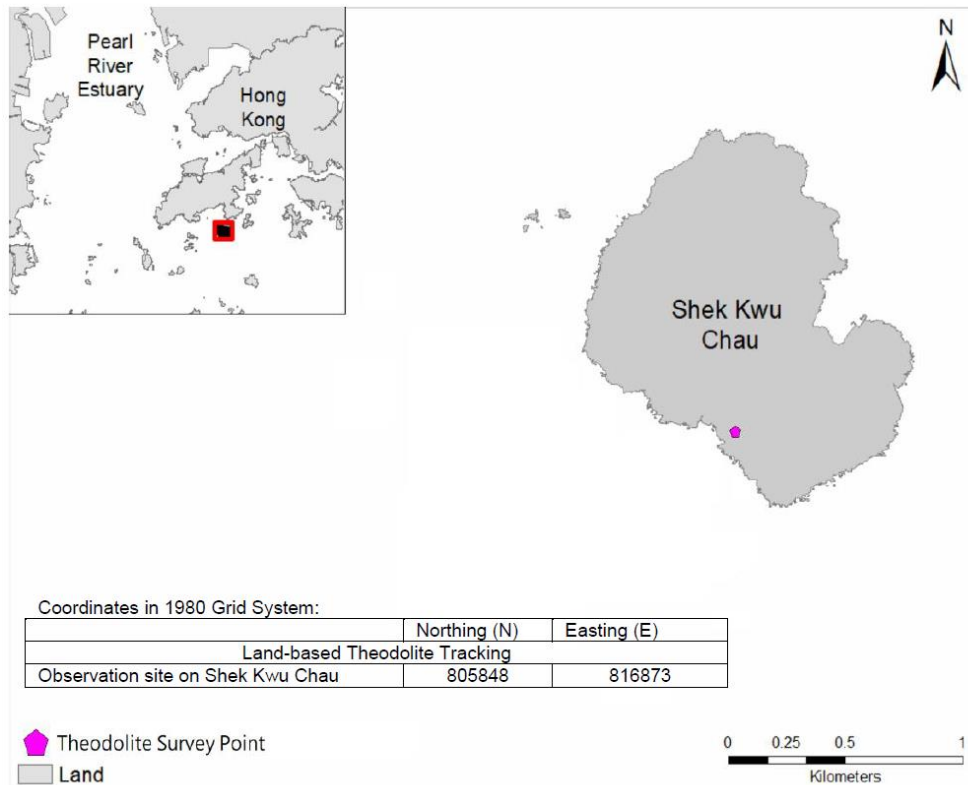 Pearl
River
Estuary
Hong
Kong
N
Shek Kwu
Chau
Coordinates in 1980 Grid System:
Northing (N) Easting (E)
Land-based Theodolite Tracking
Observation site on Shek Kwu Chau 805848 816873
Theodolite Survey Point
Land
0 0.25 0.5 1
Kilometers